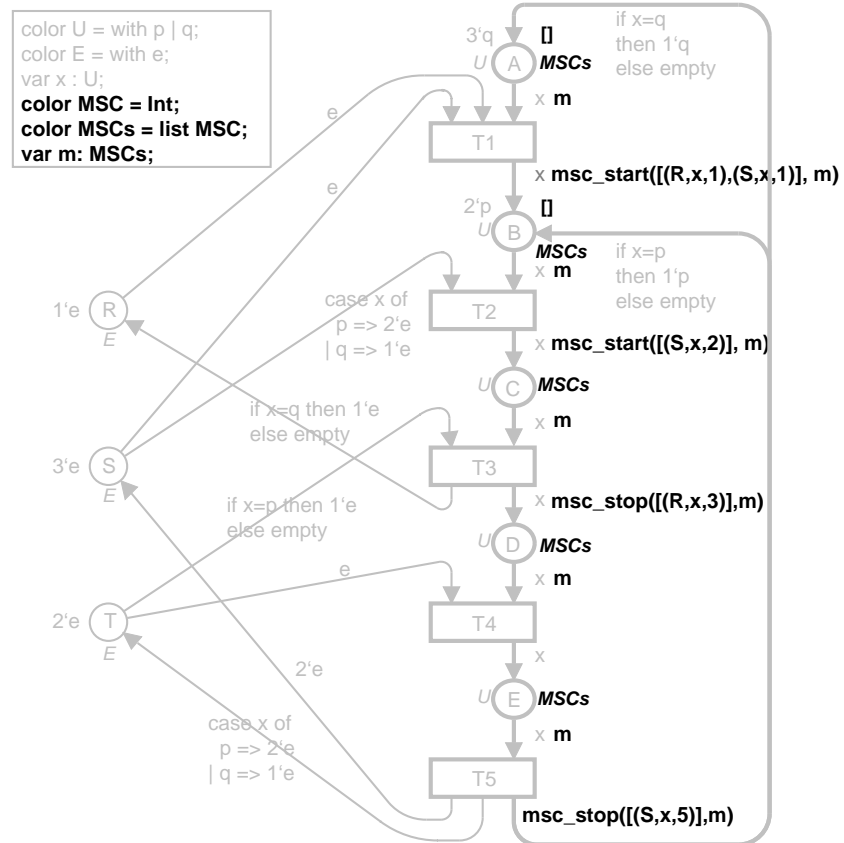 color U = with p | q;
color E = with e;
var x : U;
color MSC = Int;
color MSCs = list MSC;
var m: MSCs;
3‘q
[]
U
A
MSCs
if x=q
then 1‘q
else empty
x m
e
T1
x msc_start([(R,x,1),(S,x,1)], m)
e
2‘p
[]
U
B
MSCs
if x=p
then 1‘p
else empty
x m
case x of
p => 2‘e
| q => 1‘e
1‘e
R
E
T2
x msc_start([(S,x,2)], m)
U
C
MSCs
if x=q then 1‘e
else empty
x m
3‘e
S
E
T3
if x=p then 1‘e
else empty
x msc_stop([(R,x,3)],m)
U
D
MSCs
e
x m
2‘e
T
E
T4
x
2‘e
U
E
MSCs
case x of
p => 2‘e
| q => 1‘e
x m
T5
msc_stop([(S,x,5)],m)